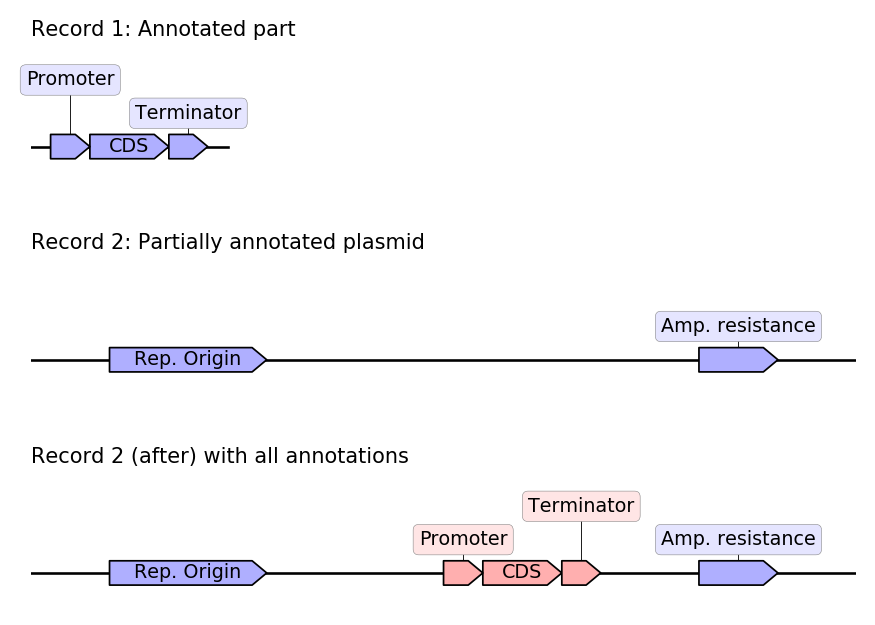 Record 1: Annotated part
Promoter
Terminator
CDS
Record 2: Partially annotated plasmid
Amp. resistance
Rep. Origin
Record 2 (after) with all annotations
Terminator
Promoter
Amp. resistance
Rep. Origin
CDS